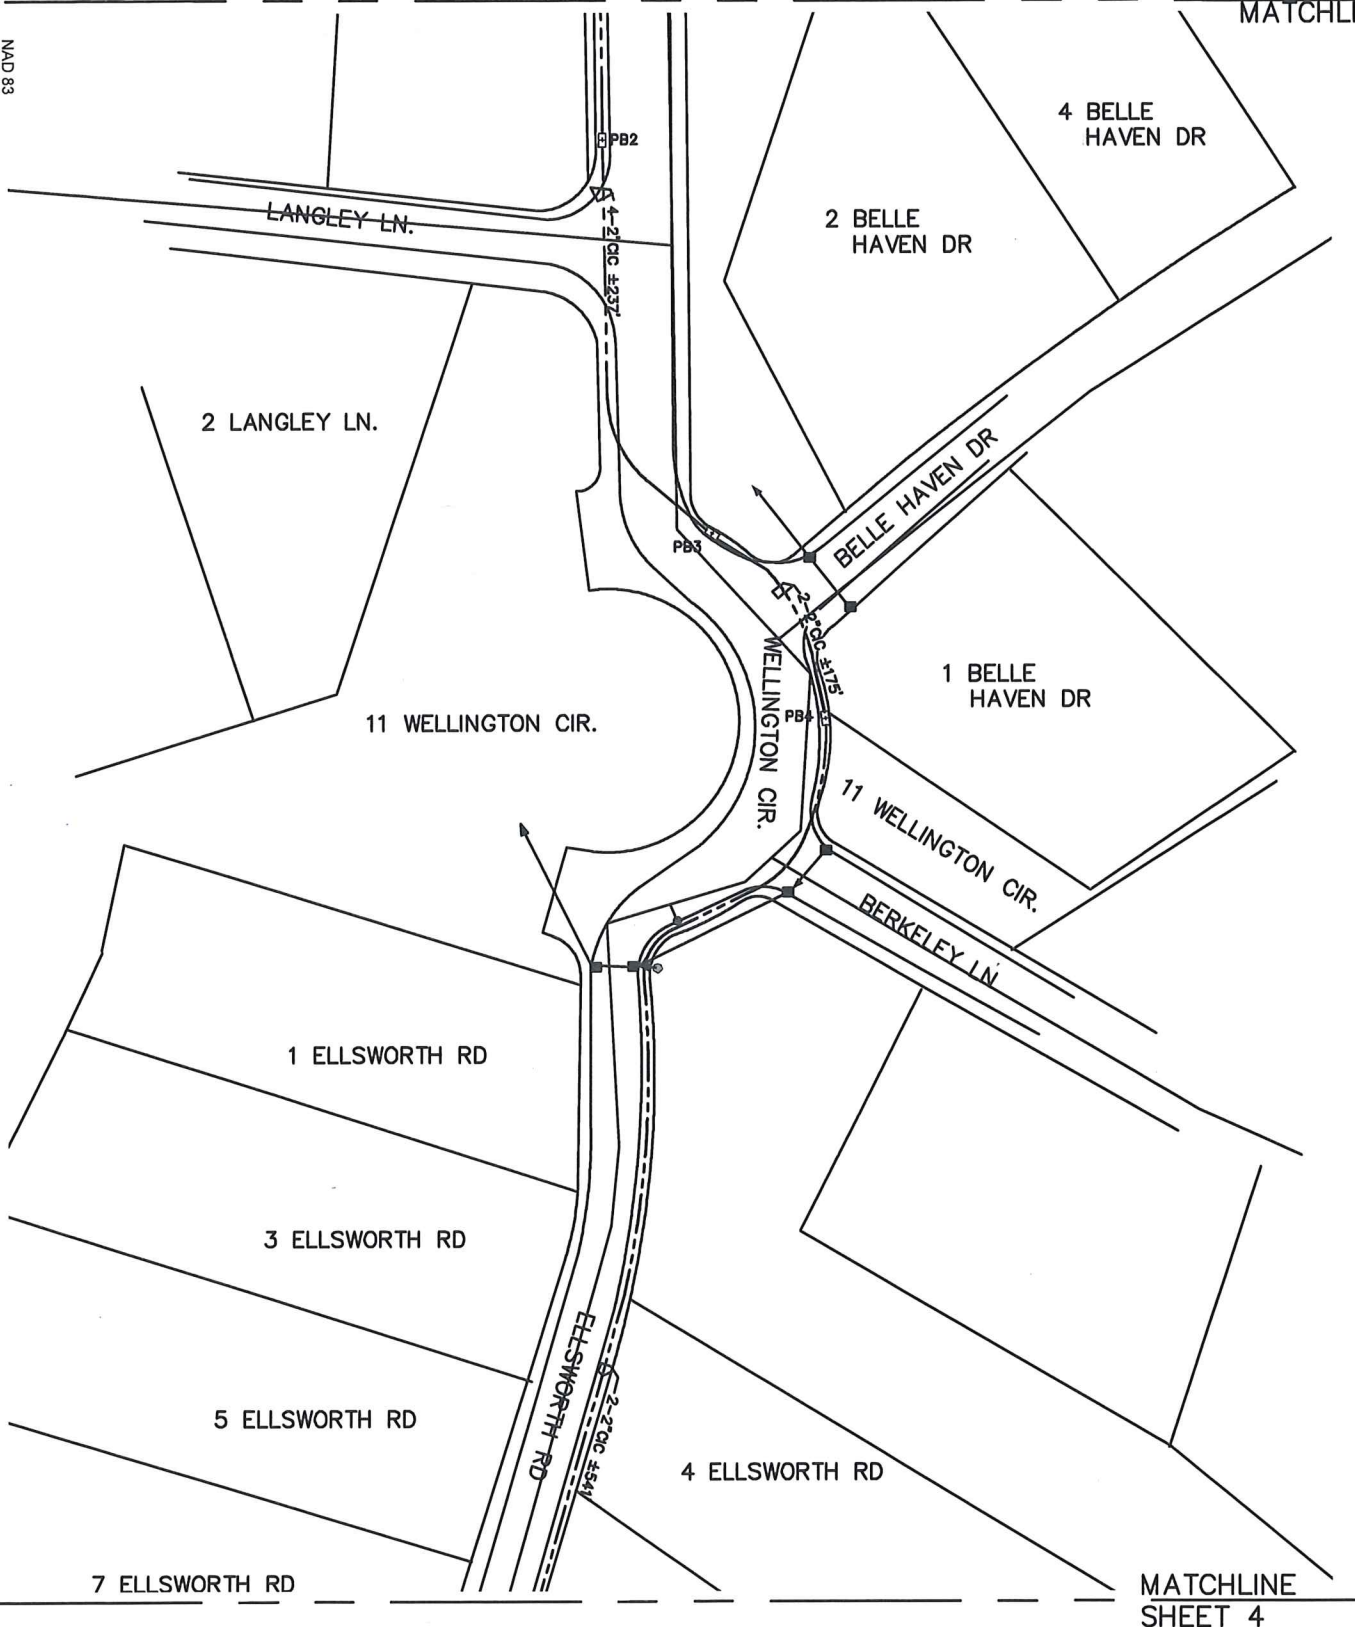 MATCHLI
NAD 83
4 BELLE
HAVEN DR
PB2
LANGLEY LN.
4-2"CIC ±237'
2 BELLE
HAVEN DR
2 LANGLEY LN.
BELLE HAVEN DR
PB3
2-2"CIC ±175'
WELLINGTON CIR.
1 BELLE
HAVEN DR
11 WELLINGTON CIR.
PB4
11 WELLINGTON CIR.
BERKELEY LN
1 ELLSWORTH RD
3 ELLSWORTH RD
ELLSWORTH RD
2-2"CIC ±541'
5 ELLSWORTH RD
4 ELLSWORTH RD
7 ELLSWORTH RD
MATCHLINE
SHEET 4